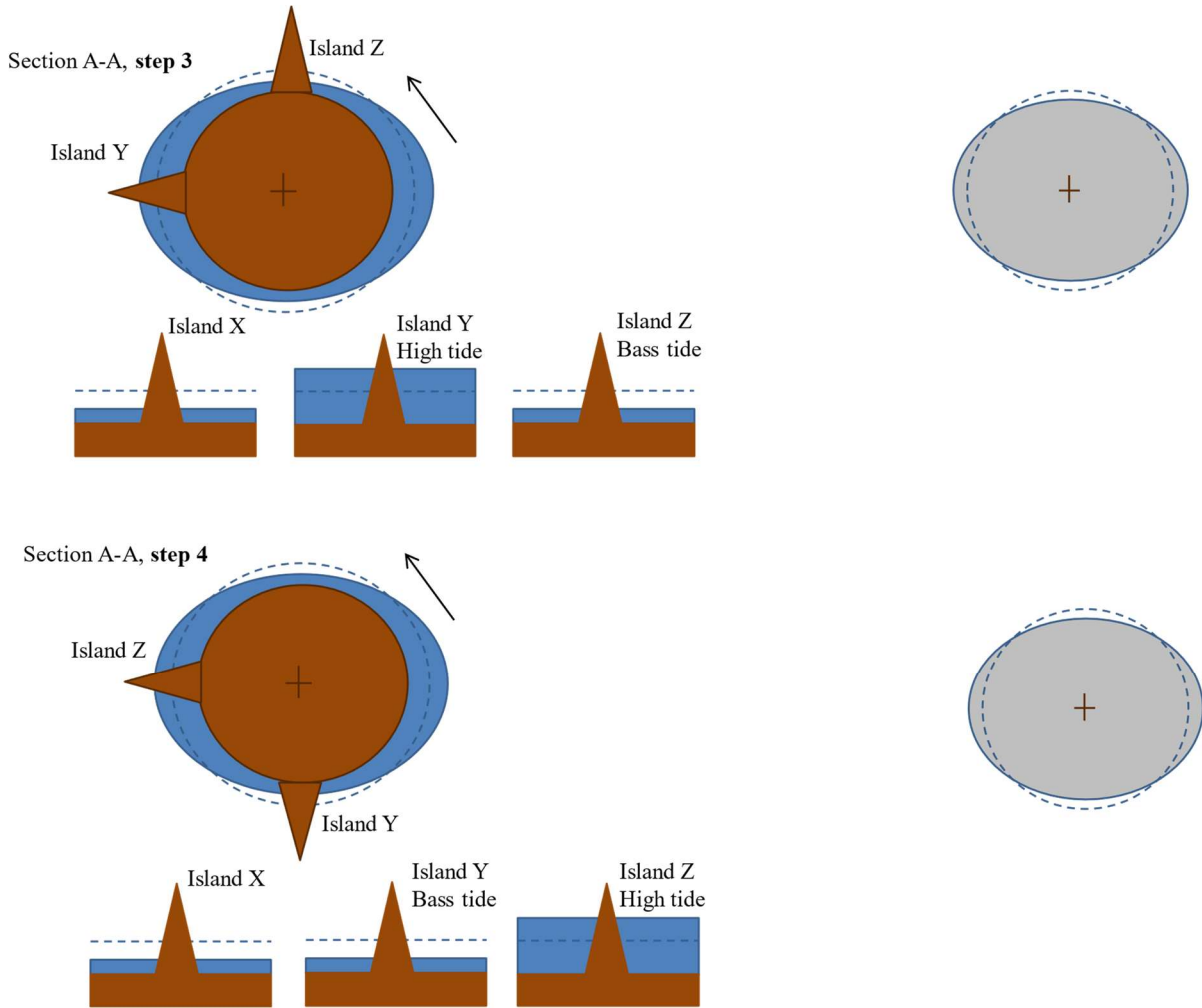 Island Z
Section A-A, step 3
Island Y
Island X
Island Y
High tide
Island Z
Bass tide
Section A-A, step 4
Island Z
Island Y
Island X
Island Y
Bass tide
Island Z
High tide